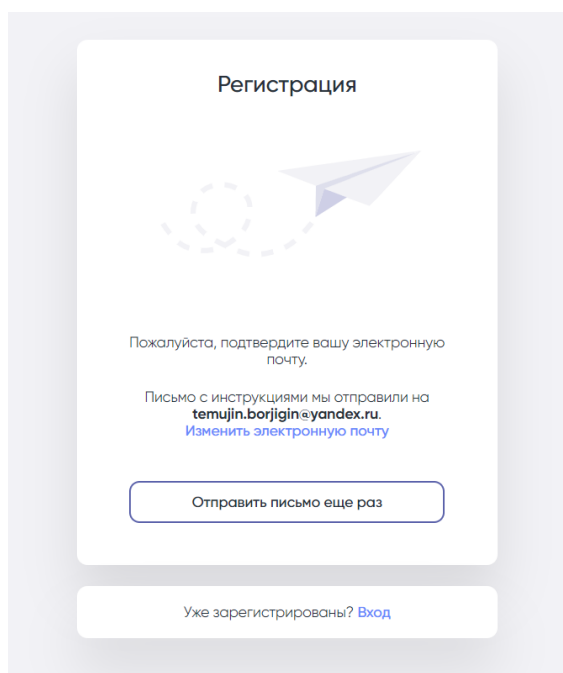 Регистрация
Пожалуйста, подтвердите вашу электронную
почту.
Письмо с инструкциями мы отправили на
temujin.borjigin@yandex.ru.
Изменить электронную почту
Отправить письмо еще раз
Уже зарегистрированы? Вход